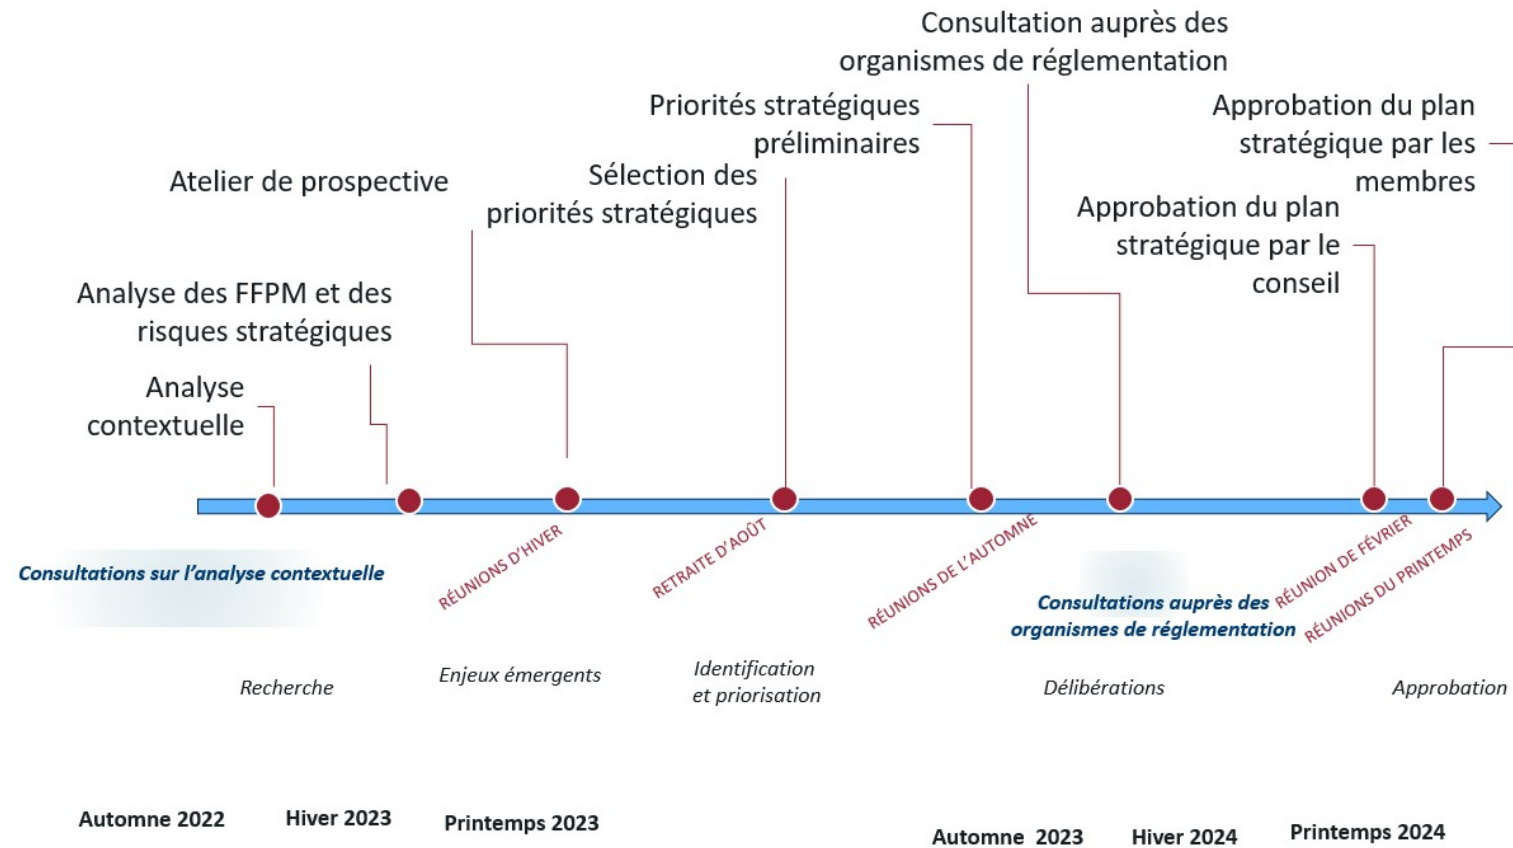 Consultation auprès des
organismes de réglementation
Priorités stratégiques
préliminaires
Approbation du plan
stratégique par les
membres
Atelier de prospective
Sélection des
priorités stratégiques
Approbation du plan
stratégique par le
conseil
Analyse des FFPM et des
risques stratégiques
Analyse
contextuelle
RÉUNIONS D'HIVER
RETRAITE D'AOÛT
RÉUNIONS DE L'AUTOMNE
RÉUNION DE FÉVRIER
RÉUNIONS DU PRINTEMPS
Consultations sur l'analyse contextuelle
Consultations auprès des
organismes de réglementation
Recherche
Enjeux émergents
Identification
et priorisation
Délibérations
Approbation
Automne 2022
Hiver 2023
Printemps 2023
Automne 2023
Hiver 2024
Printemps 2024